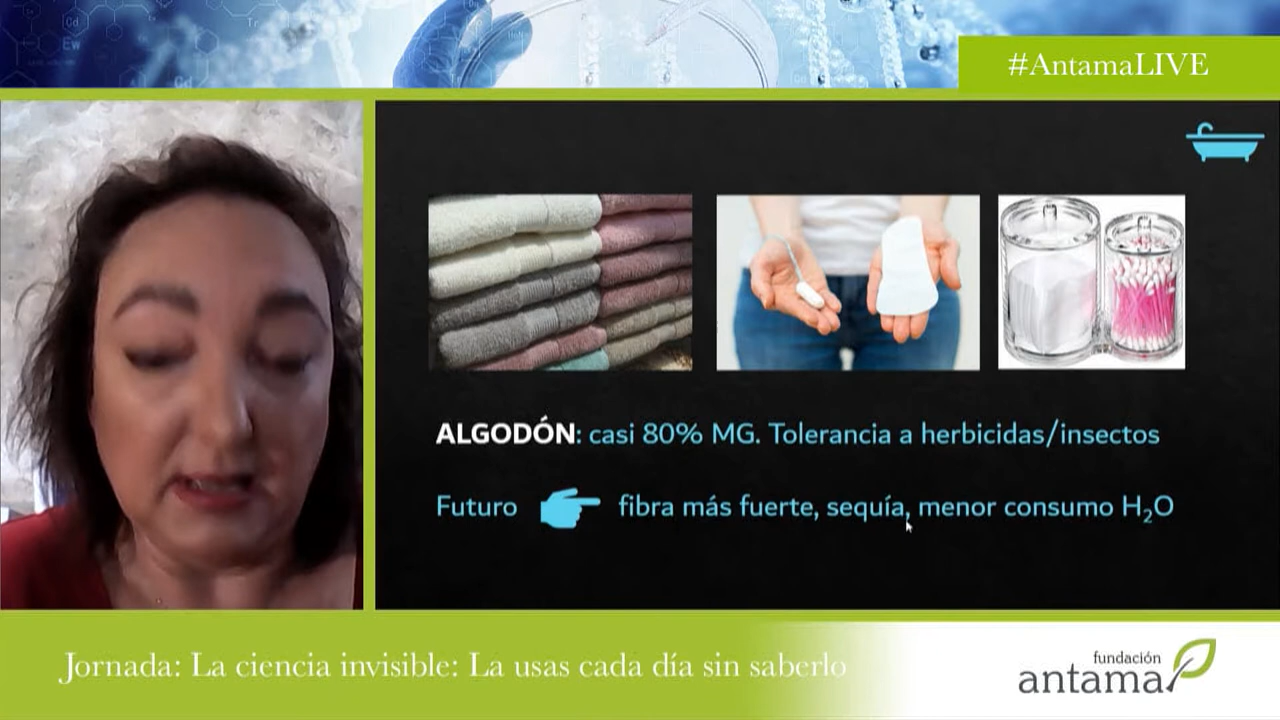 #AntamaLIVE
ALGODÓN: casi 80% MG. Tolerancia a herbicidas/insectos
Futuro fibra más fuerte, sequía, menor consumo H₂O
Jornada: La ciencia invisible: La usas cada día sin saberlo
fundación
antama